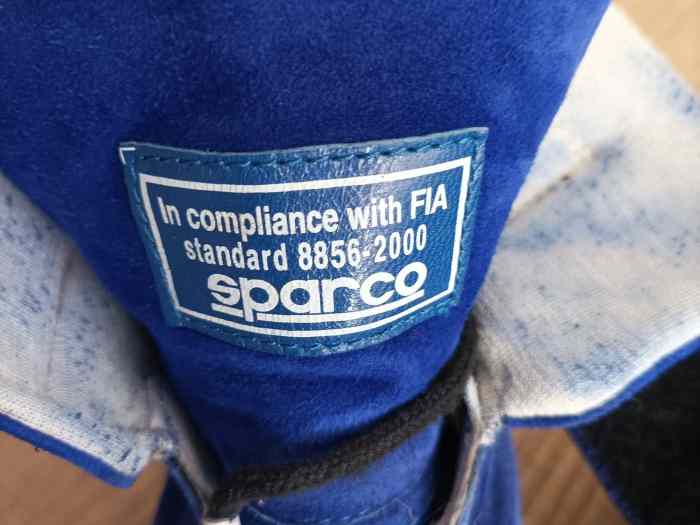 In compliance with FIA
standard 8856-2000
sparco